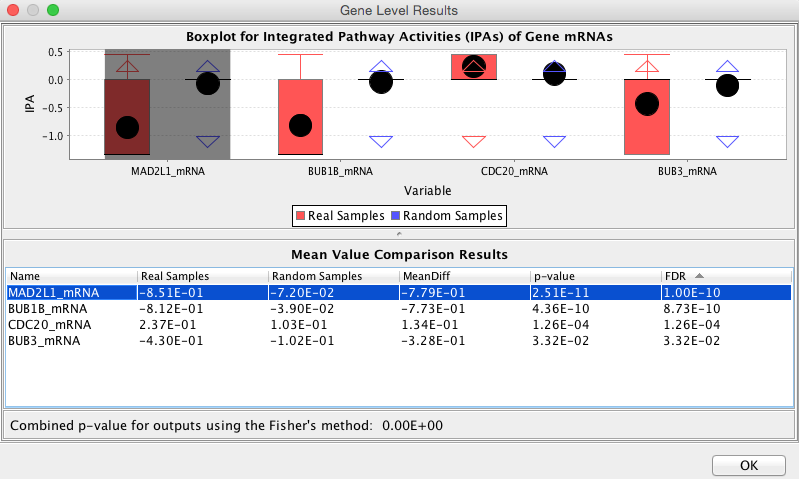 Gene Level Results
Boxplot for Integrated Pathway Activities (IPAs) of Gene mRNAs
IPA
0.5
0.0
-0.5
-1.0
MAD2L1_mRNA BUB1B_mRNA CDC20_mRNA BUB3_mRNA
Variable
Real Samples Random Samples
Mean Value Comparison Results
Name Real Samples Random Samples MeanDiff p-value FDR
MAD2L1_mRNA -8.51E-01 -7.20E-02 -7.79E-01 2.51E-11 1.00E-10
BUB1B_mRNA -8.12E-01 -3.90E-02 -7.73E-01 4.36E-10 8.73E-10
CDC20_mRNA 2.37E-01 1.03E-01 1.34E-01 1.26E-04 1.26E-04
BUB3_mRNA -4.30E-01 -1.02E-01 -3.28E-01 3.32E-02 3.32E-02
Combined p-value for outputs using the Fisher's method: 0.00E+00
OK